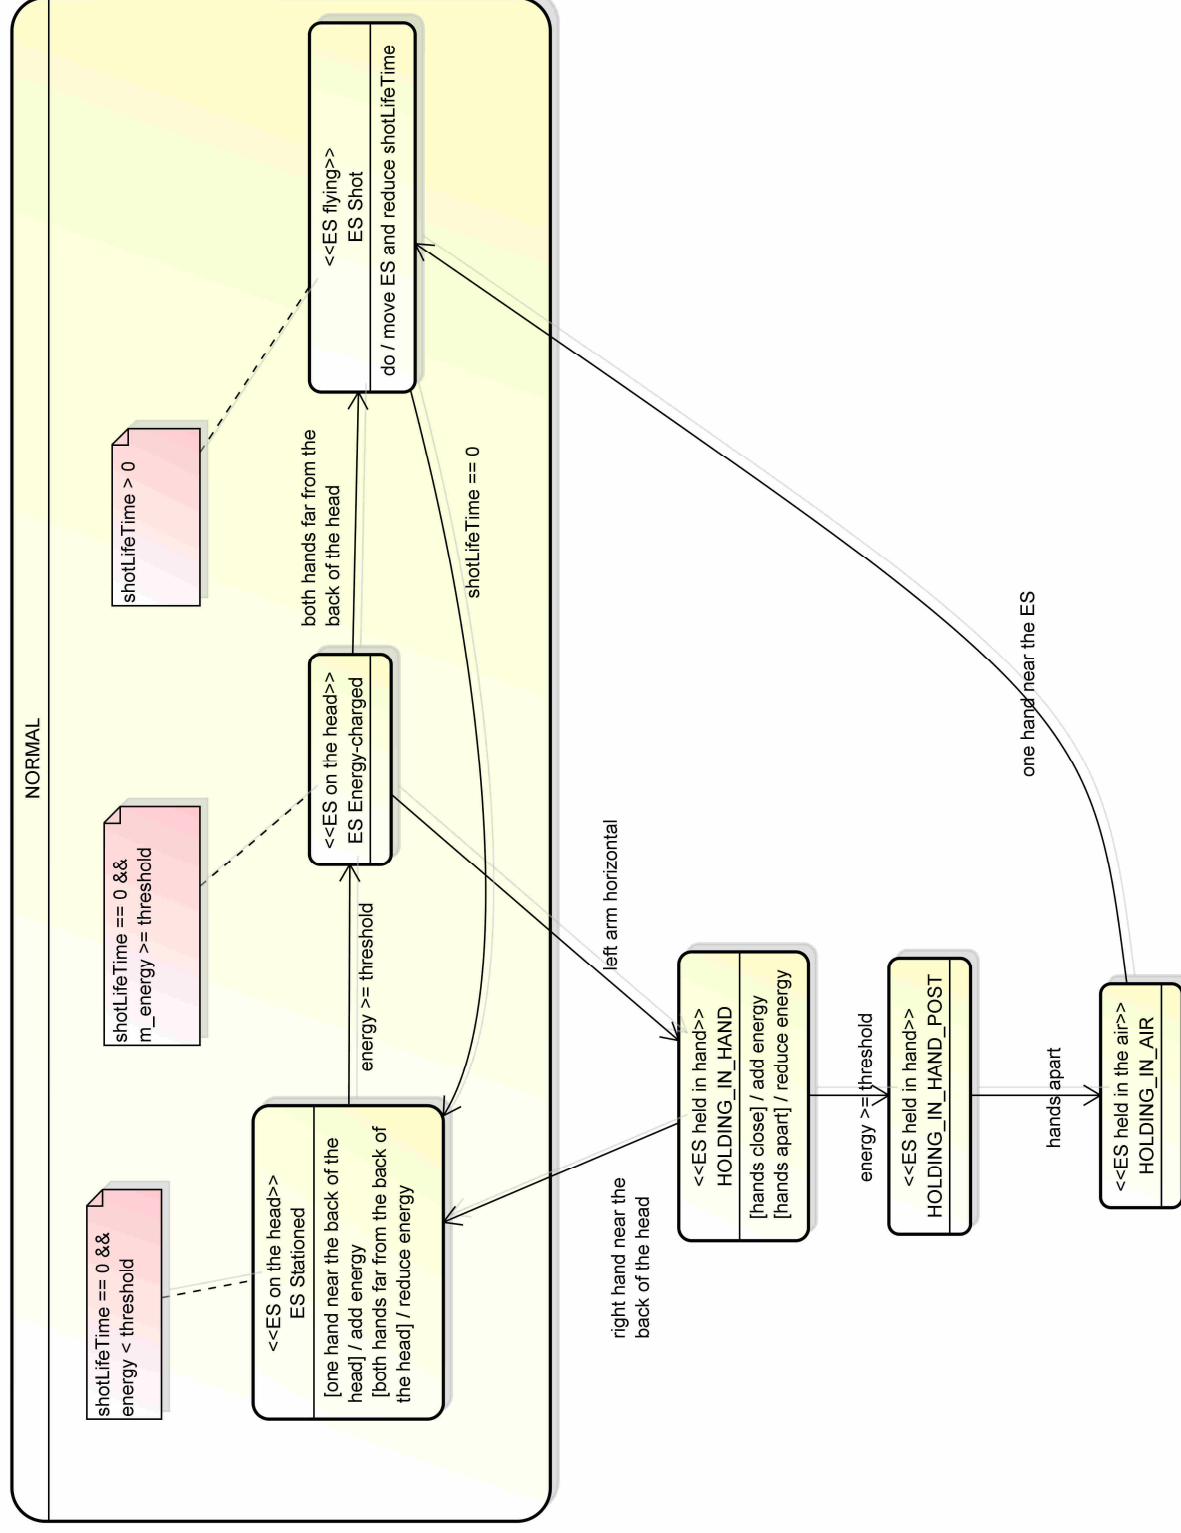 NORMAL
shotLifeTime == 0 &&
energy < threshold
shotLifeTime == 0 &&
m_energy >= threshold
shotLifeTime > 0
<<ES on the head>>
ES Stationed
[one hand near the back of the
head] / add energy
[both hands far from the back of
the head] / reduce energy
energy >= threshold
<<ES on the head>>
ES Energy-charged
both hands far from the
back of the head
<<ES flying>>
ES Shot
do / move ES and reduce shotLifeTime
shotLifeTime == 0
right hand near the
back of the head
left arm horizontal
<<ES held in hand>>
HOLDING_IN_HAND
[hands close] / add energy
[hands apart] / reduce energy
energy >= threshold
<<ES held in hand>>
HOLDING_IN_HAND_POST
hands apart
one hand near the ES
<<ES held in the air>>
HOLDING_IN_AIR